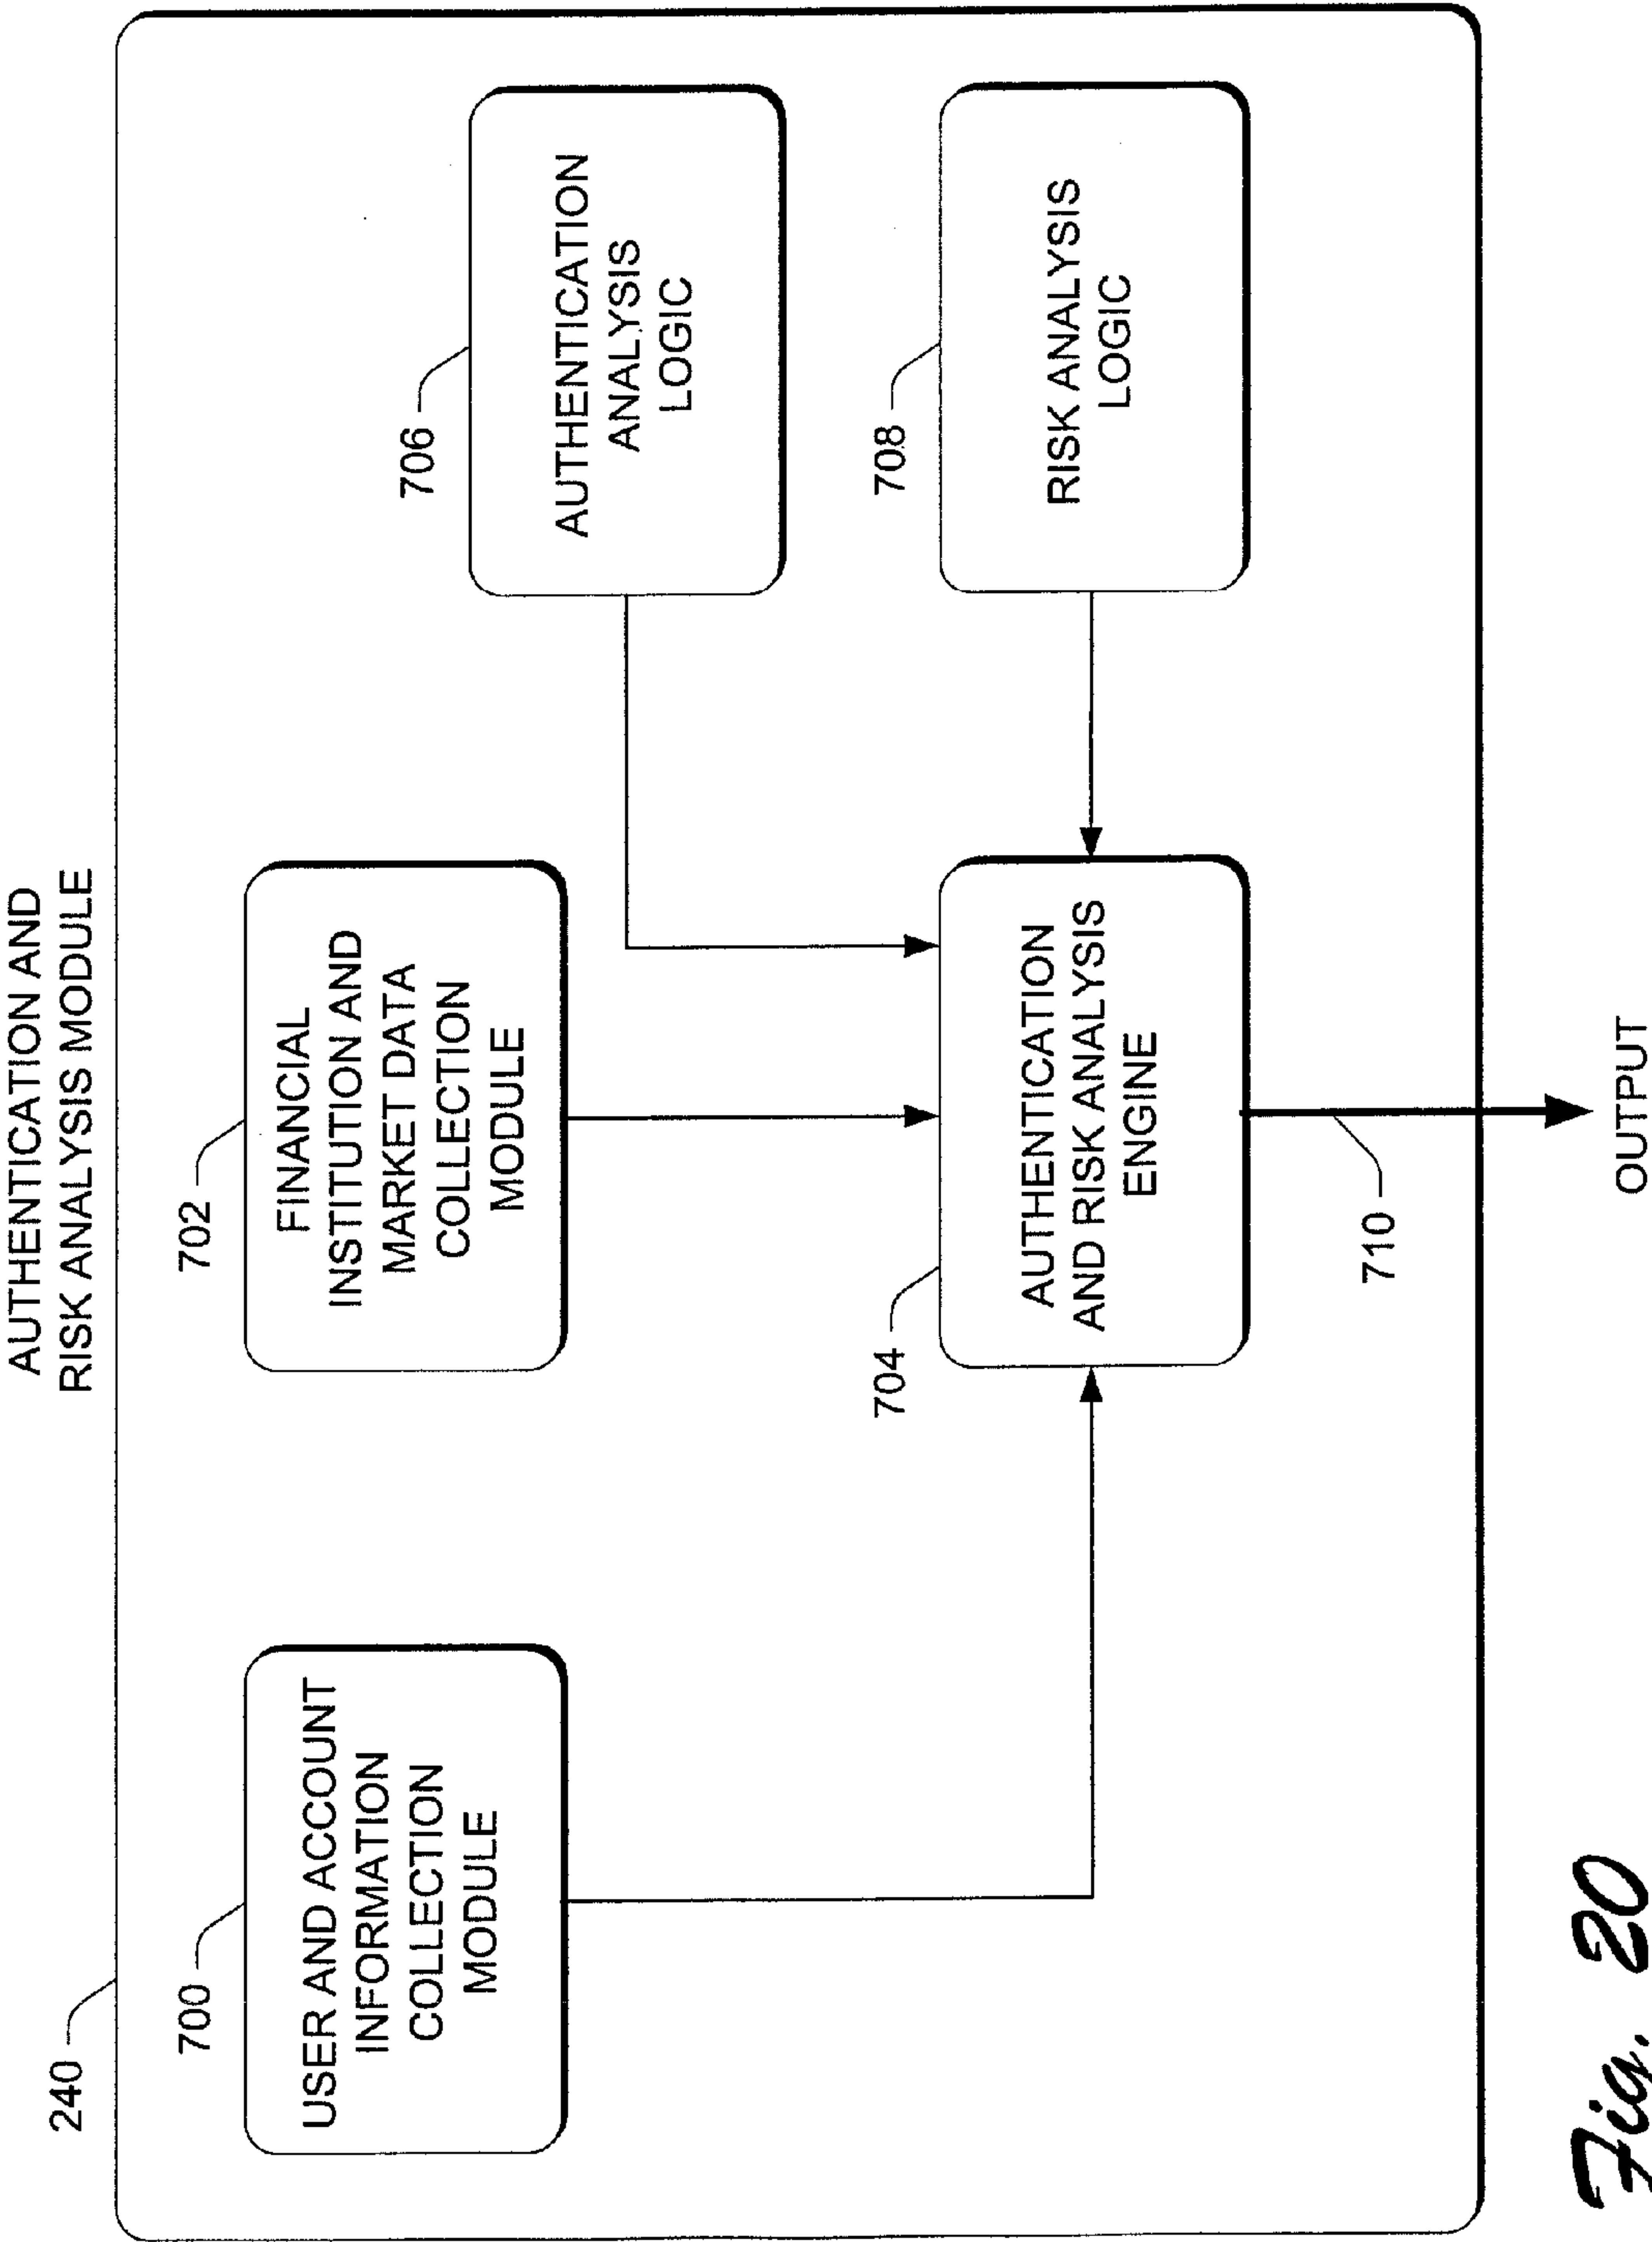 AUTHENTICATION AND
RISK ANALYSIS MODULE
240
700
USER AND ACCOUNT
INFORMATION
COLLECTION
MODULE
702
FINANCIAL
INSTITUTION AND
MARKET DATA
COLLECTION
MODULE
706
AUTHENTICATION
ANALYSIS
LOGIC
704
AUTHENTICATION
AND RISK ANALYSIS
ENGINE
708
RISK ANALYSIS
LOGIC
710
OUTPUT
Fig. 20